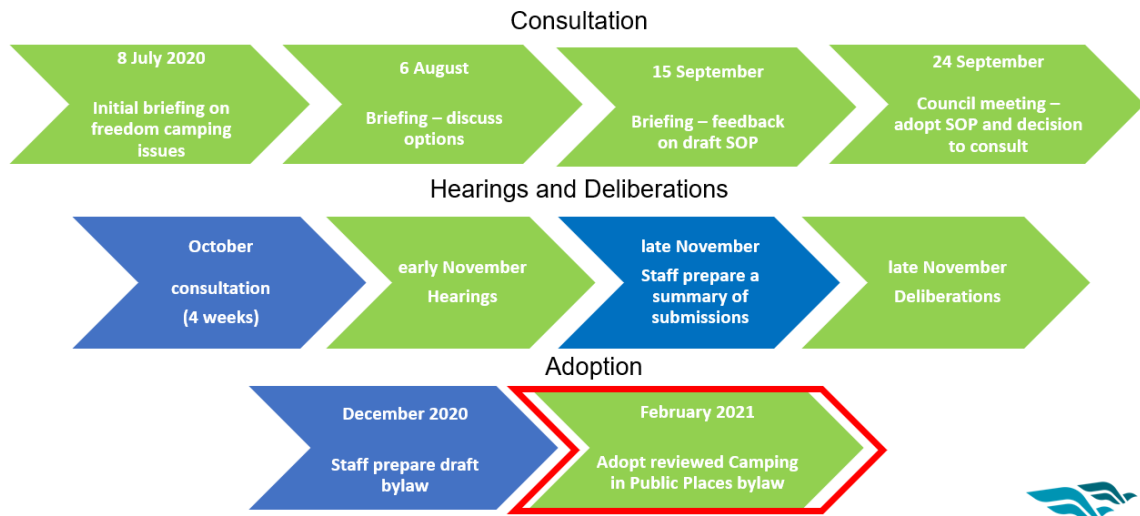 Consultation
8 July 2020
Initial briefing on
freedom camping
issues
6 August
Briefing – discuss
options
15 September
Briefing – feedback
on draft SOP
24 September
Council meeting –
adopt SOP and decision
to consult
Hearings and Deliberations
October
consultation
(4 weeks)
early November
Hearings
late November
Staff prepare a
summary of
submissions
late November
Deliberations
Adoption
December 2020
Staff prepare draft
bylaw
February 2021
Adopt reviewed Camping
in Public Places bylaw